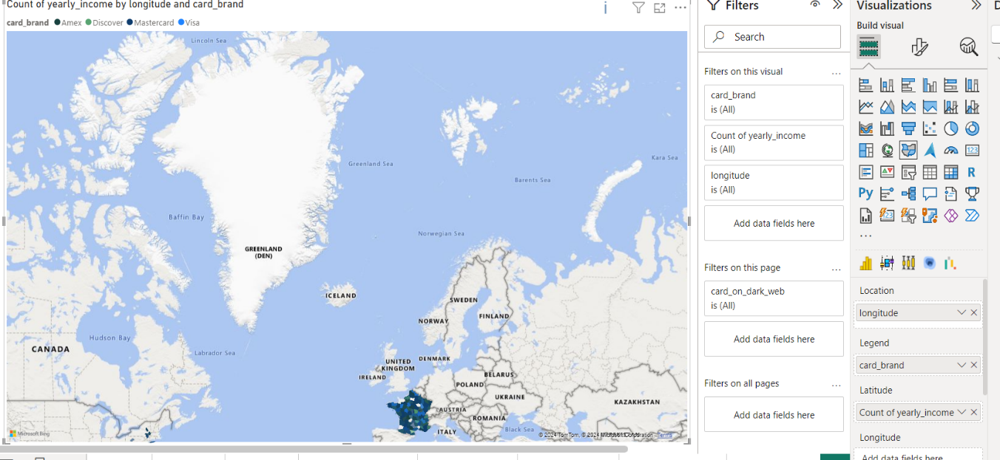 Count of yearly_income by longitude and card_brand
card_brand Amex Discover Mastercard Visa
Lincoln Sea
Greenland Sea
Kara Sea
Barents Sea
Baffin Bay
Norwegian Sea
GREENLAND
(DEN)
ICELAND
SWEDEN
FINLAND
NORWAY
Hudson Bay
CANADA
Labrador Sea
DENMARK
UNITED
KINGDOM
IRELAND
BELARUS
POLAND
UKRAINE
KAZAKHSTAN
AUSTRIA
ROMANIA
ITALY
Black Sea
Microsoft Bing
© 2024 TomTom, © 2024 Microsoft Corporation Terms
Filters
Search
Filters on this visual
...
card_brand
is (All)
Count of yearly_income
is (All)
longitude
is (All)
Add data fields here
Filters on this page
...
card_on_dark_web
is (All)
Add data fields here
Filters on all pages
...
Add data fields here
Visualizations
Build visual
123
R
Py
123
...
Location
longitude
Legend
card_brand
Latitude
Count of yearly_income
Longitude
Add data fields here